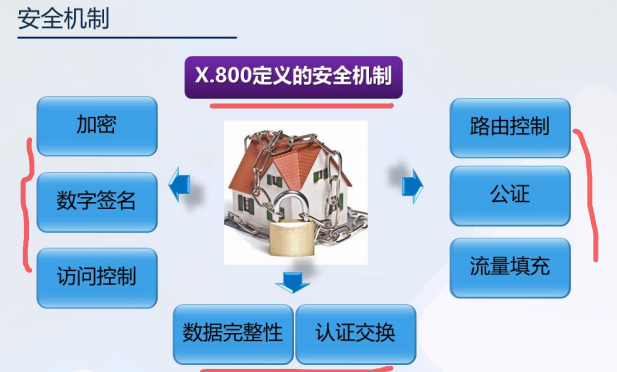 安全机制
X.800定义的安全机制
加密
数字签名
访问控制
路由控制
公证
流量填充
数据完整性
认证交换